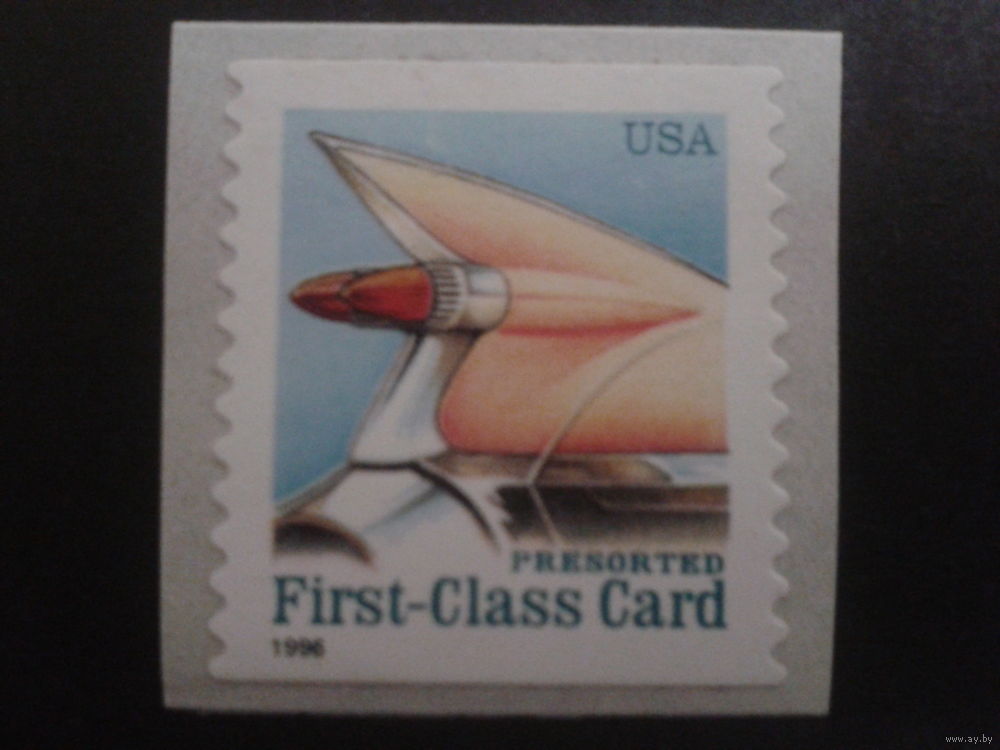 USA
PRESORTED
First-Class Card
1996
www.ay.by